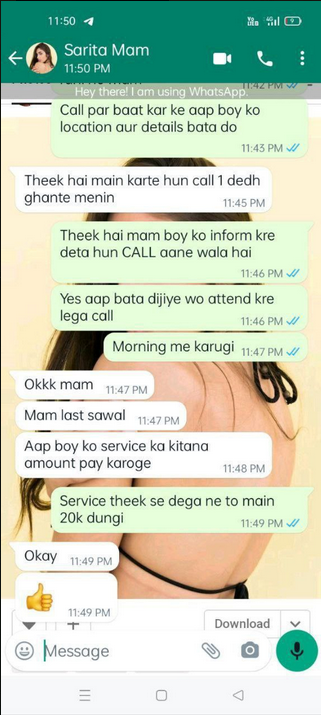 11:50
Sarita Mam
11:50 PM
11:42 PM
Hey there! I am using WhatsApp.
Call par baat kar ke aap boy ko
location aur details bata do
11:43 PM
Theek hai main karte hun call 1 dedh
ghante menin
11:45 PM
Theek hai mam boy ko inform kre
deta hun CALL aane wala hai
11:46 PM
Yes aap bata dijiye wo attend kre
lega call
11:46 PM
Morning me karugi 11:47 PM
Okkk mam 11:47 PM
Mam last sawal 11:47 PM
Aap boy ko service ka kitana
amount pay karoge
11:48 PM
Service theek se dega ne to main
20k dungi
11:49 PM
Okay 11:49 PM
11:49 PM
Download
Message